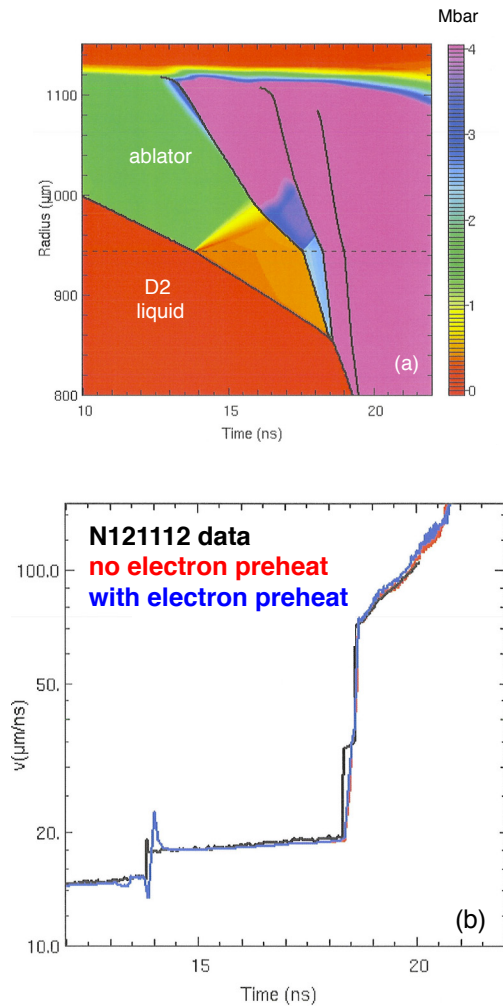 Mbar
1100
1000
900
800
Radius (μm)
ablator
D2
liquid
(a)
4
3
2
1
0
10
15
20
Time (ns)
N121112 data
no electron preheat
with electron preheat
100.0
50.
20.
10.0
v(μm/ns)
(b)
15
20
Time (ns)